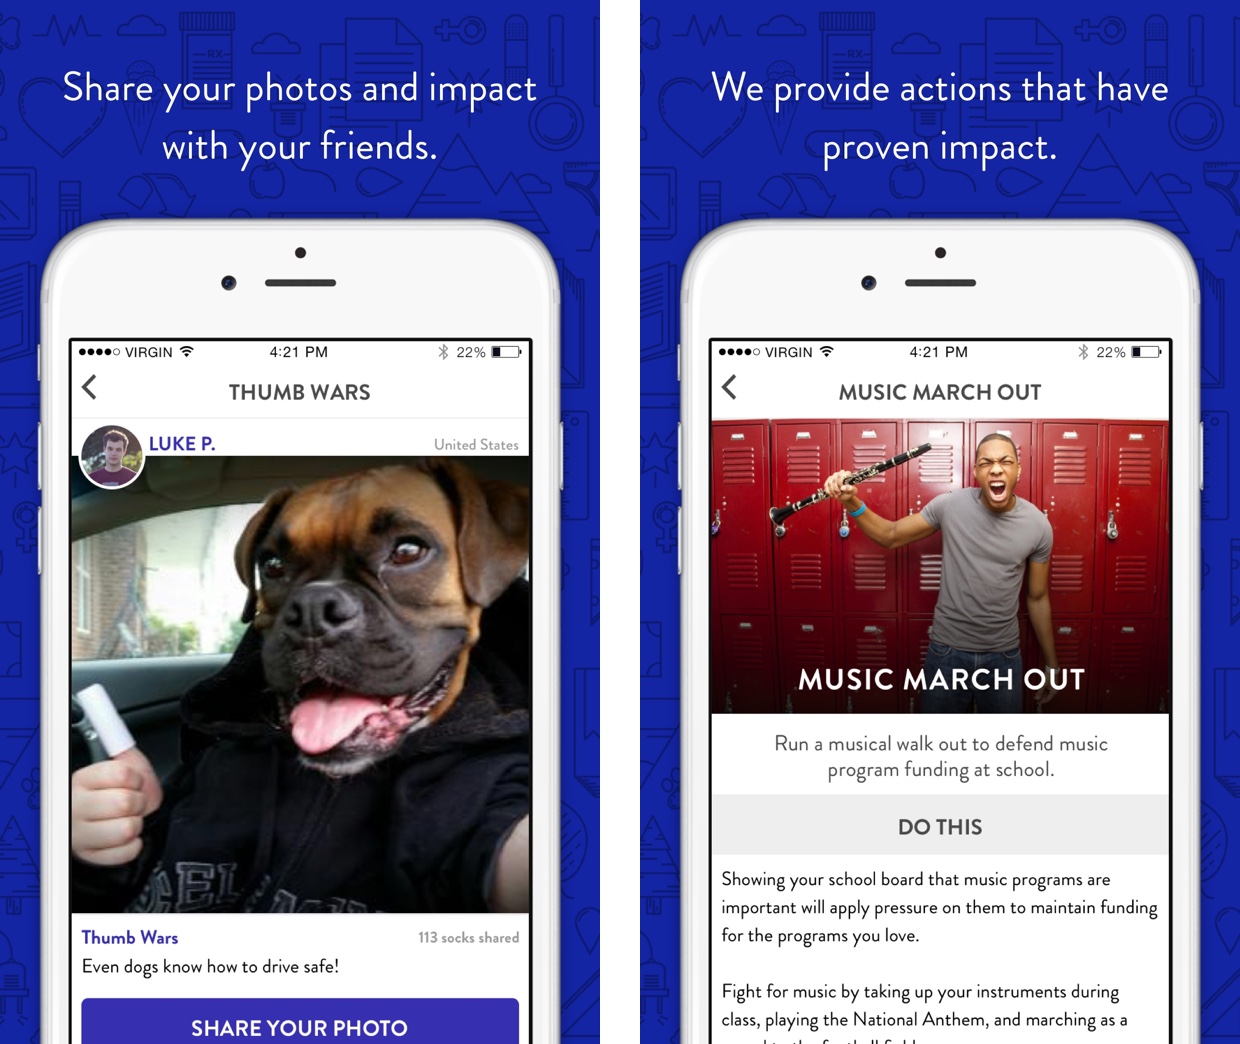 Share your photos and impact
with your friends.
VIRGIN
4:21 PM
22%
THUMB WARS
LUKE P.
United States
Thumb Wars
113 socks shared
Even dogs know how to drive safe!
SHARE YOUR PHOTO
We provide actions that have
proven impact.
VIRGIN
4:21 PM
22%
MUSIC MARCH OUT
MUSIC MARCH OUT
Run a musical walk out to defend music
program funding at school.
DO THIS
Showing your school board that music programs are
important will apply pressure on them to maintain funding
for the programs you love.
Fight for music by taking up your instruments during
class, playing the National Anthem, and marching as a